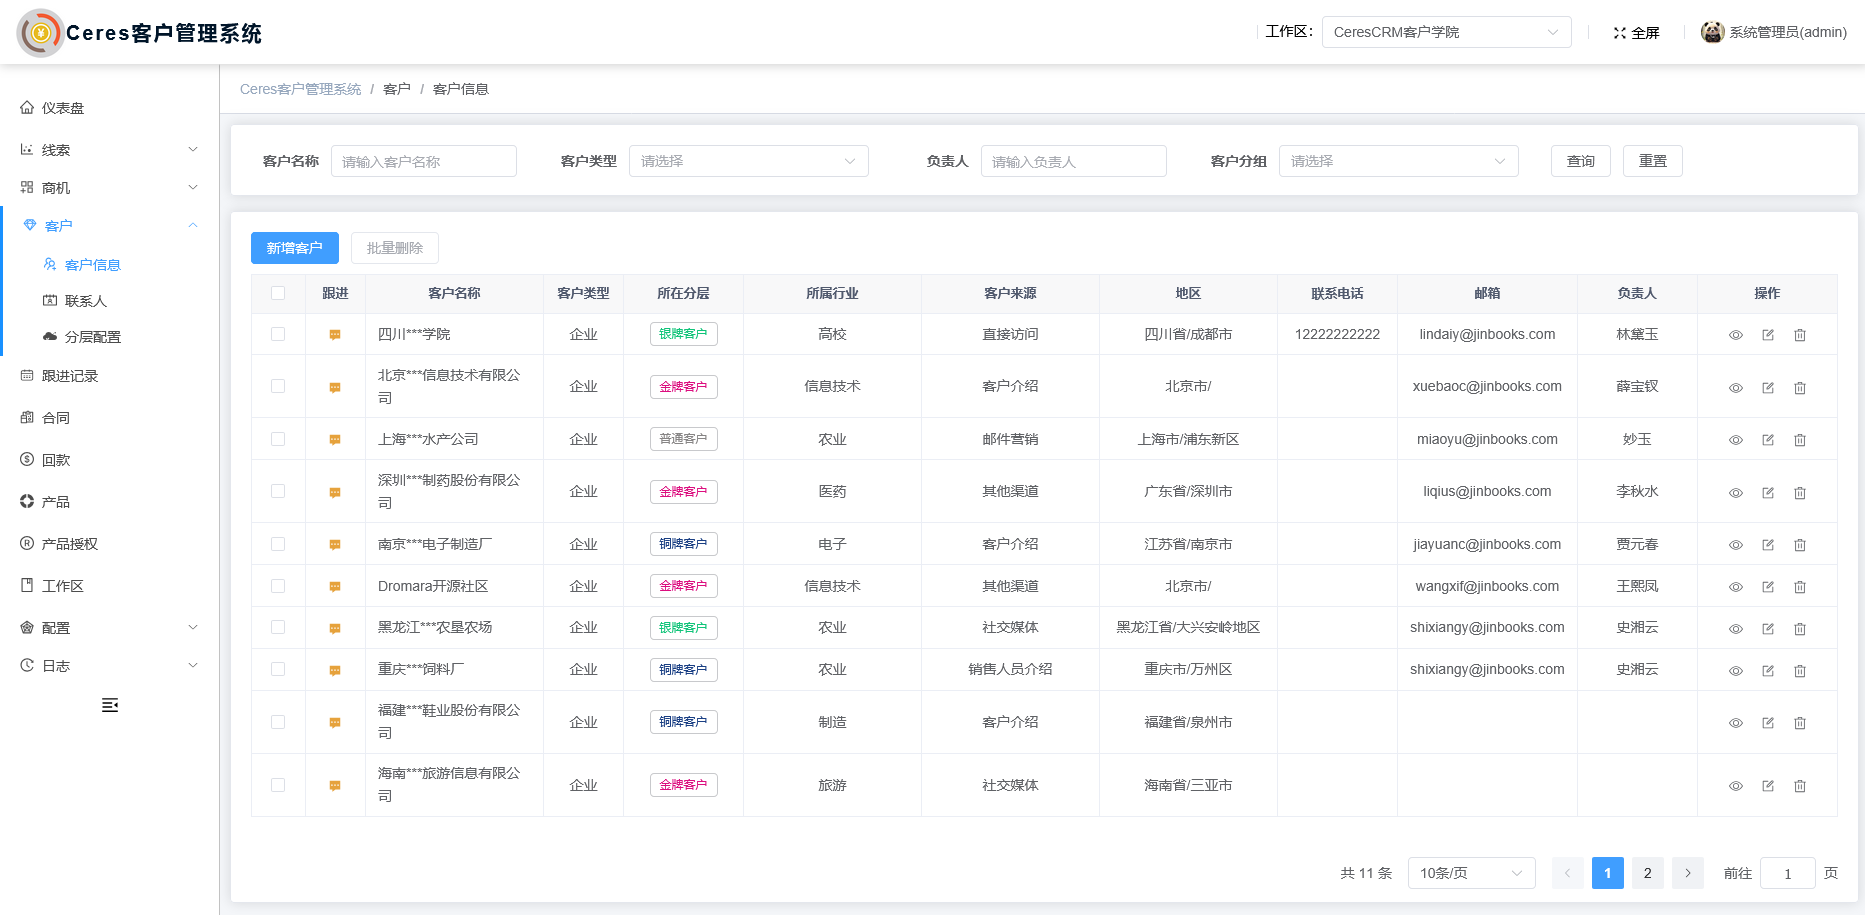 Ceres客户管理系统
工作区：
CeresCRM客户学院
全屏
系统管理员(admin)
仪表盘
线索
商机
客户
客户信息
联系人
分层配置
跟进记录
合同
回款
产品
产品授权
工作区
配置
日志
Ceres客户管理系统 / 客户 / 客户信息
客户名称 请输入客户名称 客户类型 请选择 负责人 请输入负责人 客户分组 请选择 查询 重置
新增客户 批量删除
跟进 客户名称 客户类型 所在分层 所属行业 客户来源 地区 联系电话 邮箱 负责人 操作
四川***学院 企业 银牌客户 高校 直接访问 四川省/成都市 12222222222 lindaiy@jinbooks.com 林黛玉
北京***信息技术有限公
司 企业 金牌客户 信息技术 客户介绍 北京市/ xuebaoc@jinbooks.com 薛宝钗
上海***水产公司 企业 普通客户 农业 邮件营销 上海市/浦东新区 miaoyu@jinbooks.com 妙玉
深圳***制药股份有限公
司 企业 金牌客户 医药 其他渠道 广东省/深圳市 liqius@jinbooks.com 李秋水
南京***电子制造厂 企业 铜牌客户 电子 客户介绍 江苏省/南京市 jiayuanc@jinbooks.com 贾元春
Dromara开源社区 企业 金牌客户 信息技术 其他渠道 北京市/ wangxif@jinbooks.com 王熙凤
黑龙江***农垦农场 企业 银牌客户 农业 社交媒体 黑龙江省/大兴安岭地区 shixiangy@jinbooks.com 史湘云
重庆***饲料厂 企业 铜牌客户 农业 销售人员介绍 重庆市/万州区 shixiangy@jinbooks.com 史湘云
福建***鞋业股份有限公
司 企业 铜牌客户 制造 客户介绍 福建省/泉州市
海南***旅游信息有限公
司 企业 金牌客户 旅游 社交媒体 海南省/三亚市
共 11 条 10条/页 1 2 前往 1 页